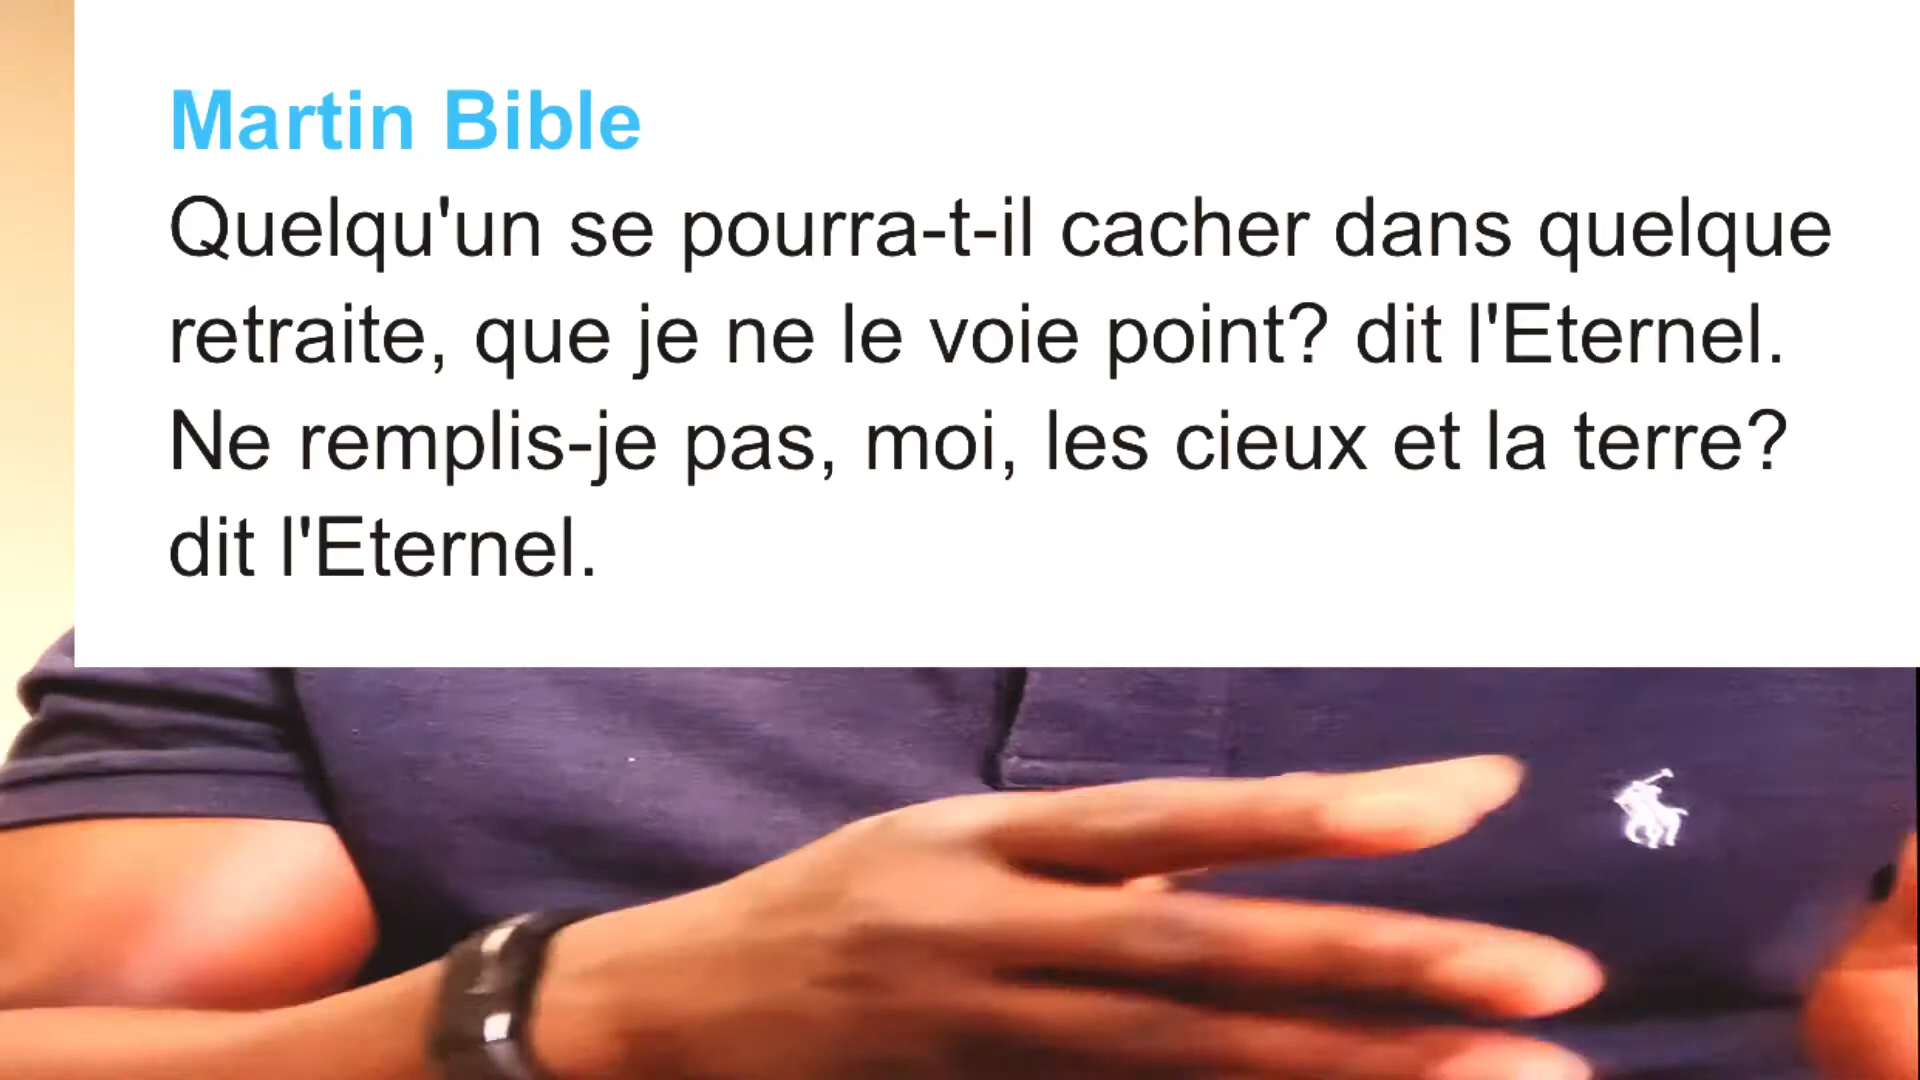 Martin Bible
Quelqu'un se pourra-t-il cacher dans quelque
retraite, que je ne le voie point? dit l'Eternel.
Ne remplis-je pas, moi, les cieux et la terre?
dit l'Eternel.